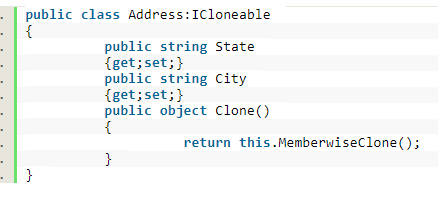 public class Address:ICloneable
{
public string State
{get;set;}
public string City
{get;set;}
public object Clone()
{
return this.MemberwiseClone();
}
}